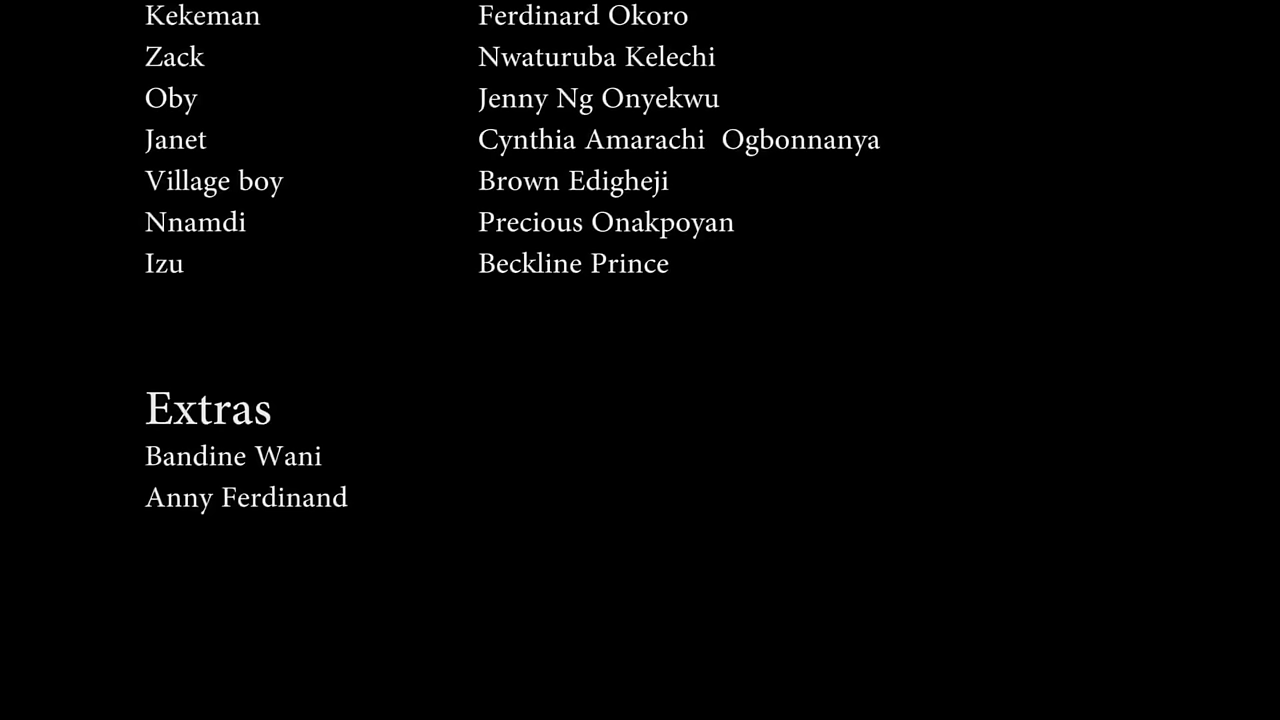 Kekeman Ferdinard Okoro
Zack Nwaturuba Kelechi
Oby Jenny Ng Onyekwu
Janet Cynthia Amarachi  Ogbonnanya
Village boy Brown Edigheji
Nnamdi Precious Onakpoyan
Izu Beckline Prince
Extras
Bandine Wani
Anny Ferdinand